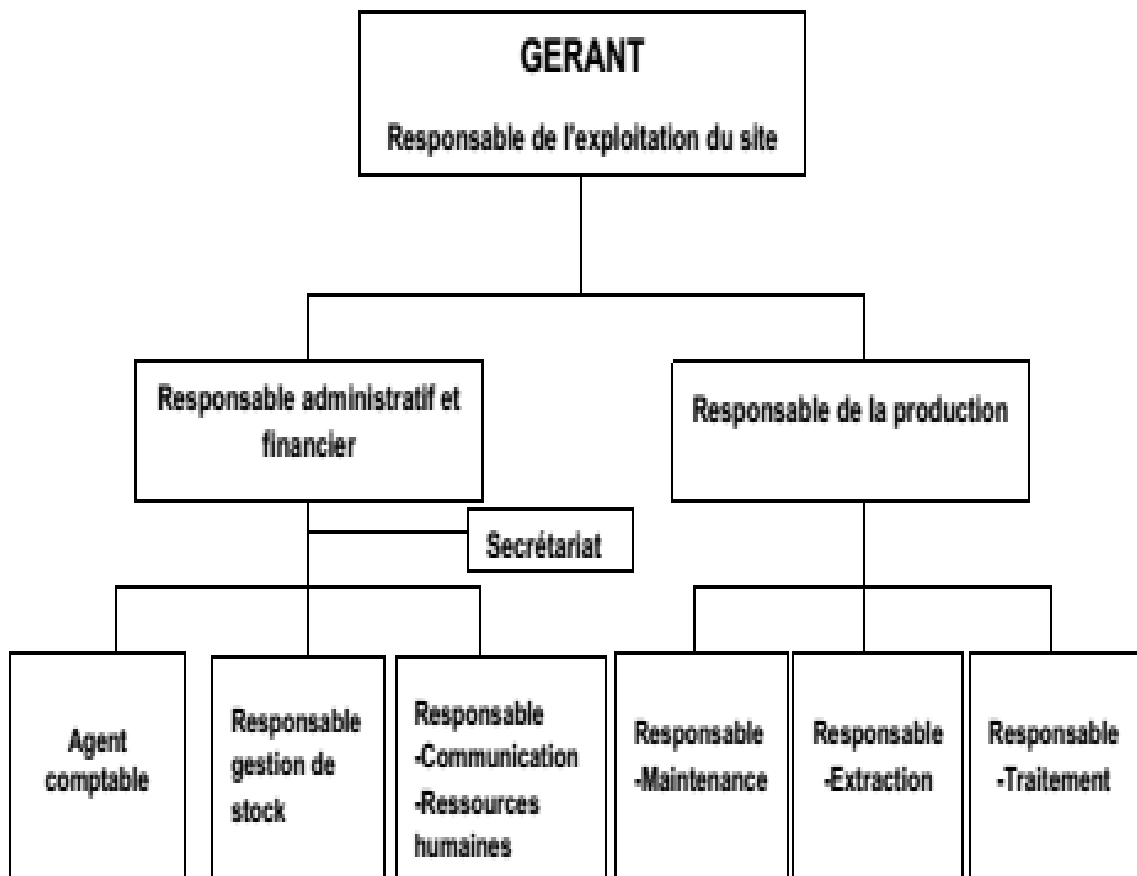 GERANT
Responsable de l'exploitation du site
Responsable administratif et
financier
Responsable de la production
Secrétariat
Agent
comptable
Responsable
gestion de
stock
Responsable
-Communication
-Ressources
humaines
Responsable
-Maintenance
Responsable
-Extraction
Responsable
-Traitement